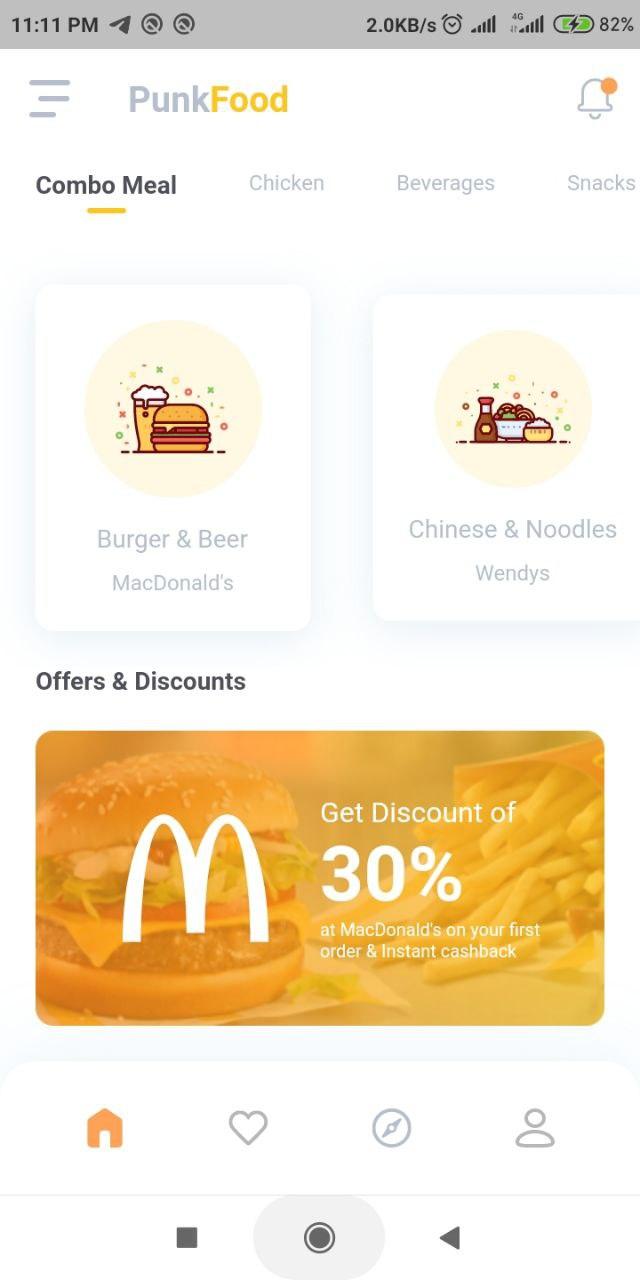 11:11 PM 2.0KB/s 4G 82%
PunkFood
Combo Meal Chicken Beverages Snacks
Burger & Beer
MacDonald's
Chinese & Noodles
Wendys
Offers & Discounts
Get Discount of
30%
at MacDonald's on your first
order & Instant cashback